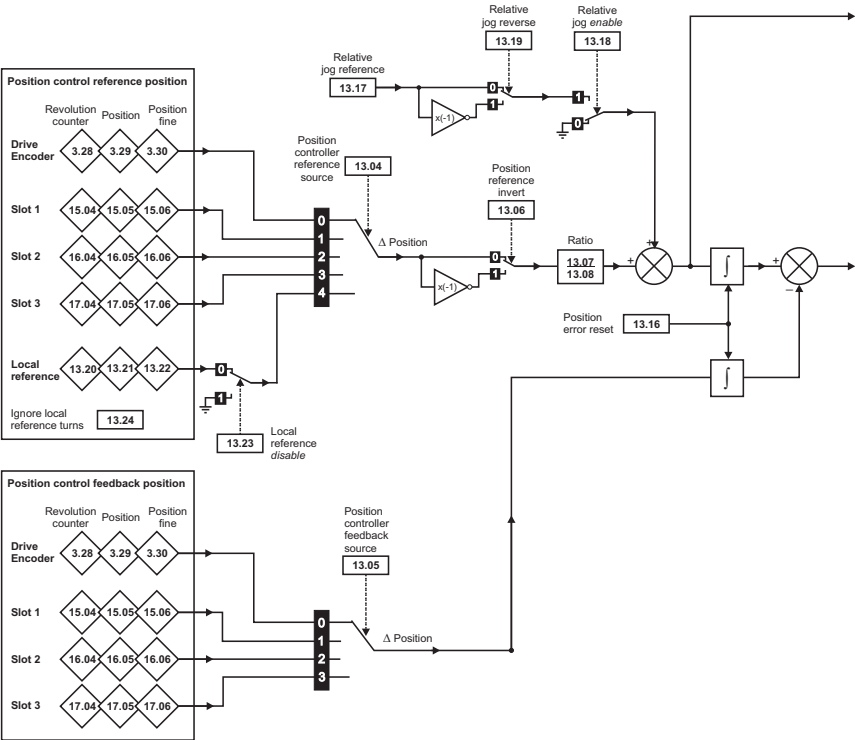 Relative
jog reverse
13.19
Relative
jog enable
13.18
Relative
jog reference
13.17
0
1
x(-1)
1
0
Position control reference position
Revolution
counter
Position
Position
fine
Drive
Encoder
3.28
3.29
3.30
Slot 1
15.04
15.05
15.06
Slot 2
16.04
16.05
16.06
Slot 3
17.04
17.05
17.06
Local
reference
13.20
13.21
13.22
Ignore local
reference turns
13.24
0
1
13.23
Local
reference
disable
Position
controller
reference
source
13.04
0
1
2
3
4
Δ Position
Position
reference
invert
13.06
0
1
x(-1)
Ratio
13.07
13.08
+
+
∫
+
−
Position
error reset
13.16
∫
Position control feedback position
Revolution
counter
Position
Position
fine
Drive
Encoder
3.28
3.29
3.30
Slot 1
15.04
15.05
15.06
Slot 2
16.04
16.05
16.06
Slot 3
17.04
17.05
17.06
Position
controller
feedback
source
13.05
0
1
2
3
Δ Position